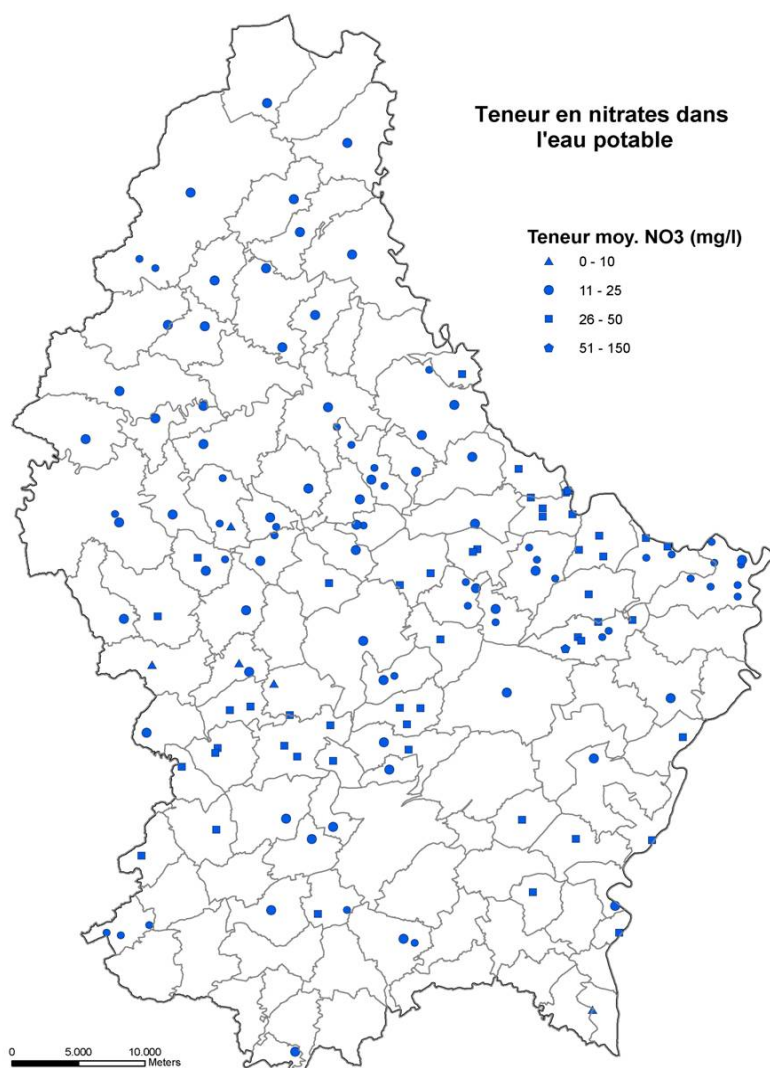 Teneur en nitrates dans
l'eau potable
Teneur moy. NO3 (mg/l)
0 - 10
11 - 25
26 - 50
51 - 150
0 5.000 10.000
Meters